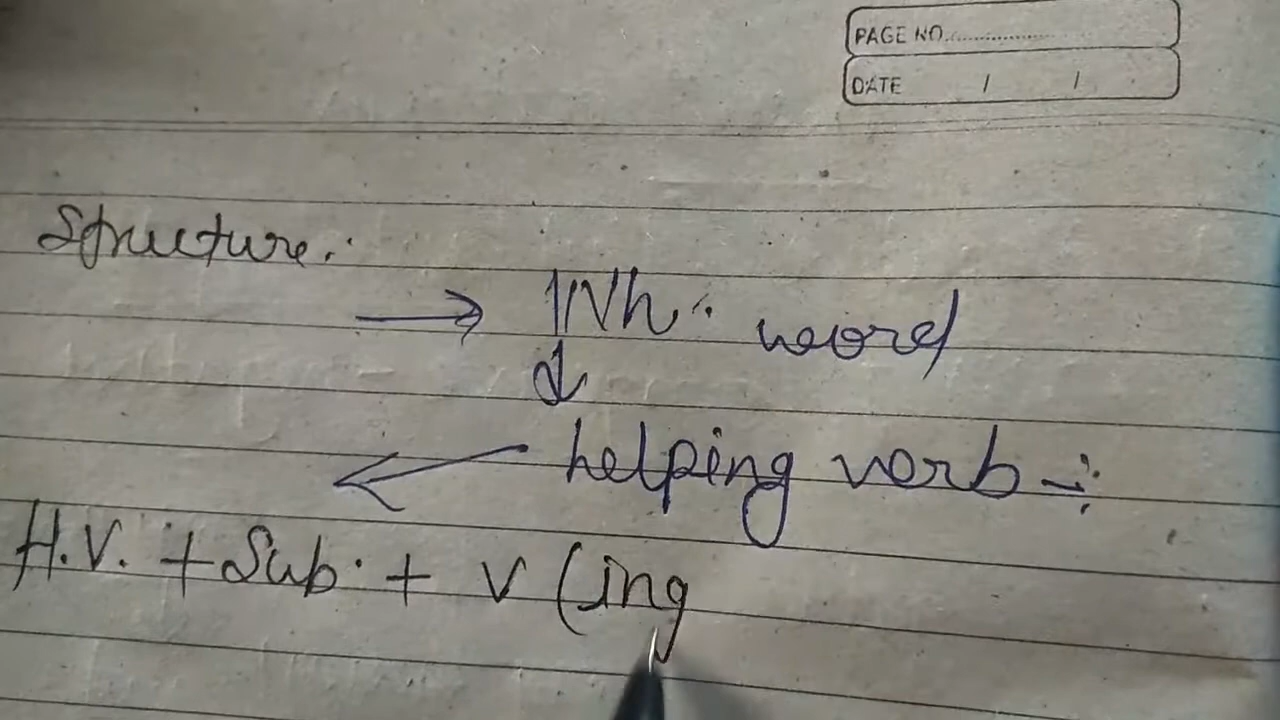 PAGE NO..................
DATE / /
Structure.
→ Wh. word
↓
← helping verb -:
H.V. + Sub. + V (ing